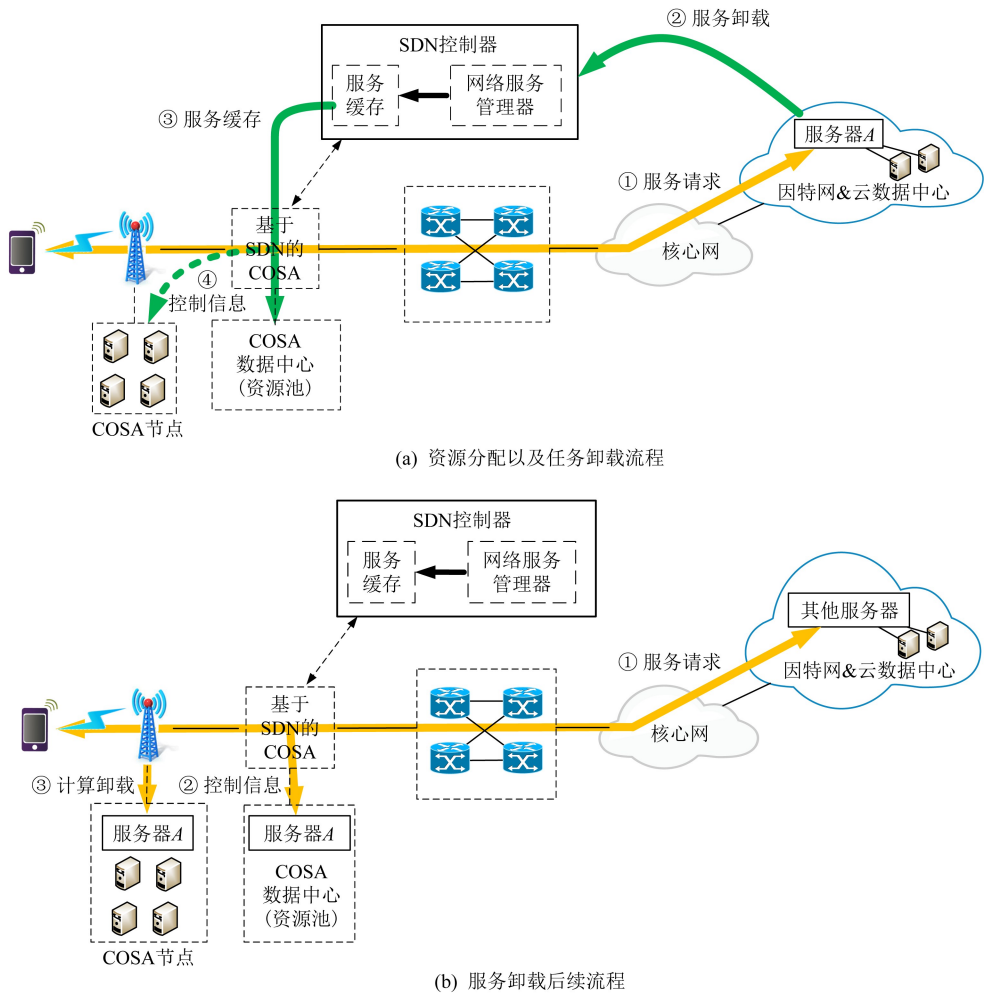 ② 服务卸载
SDN控制器
服务
缓存
网络服务
管理器
③ 服务缓存
服务器A
因特网&云数据中心
① 服务请求
核心网
基于
SDN的
COSA
④
控制信息
COSA
数据中心
(资源池)
COSA节点
(a) 资源分配以及任务卸载流程
SDN控制器
服务
缓存
网络服务
管理器
其他服务器
因特网&云数据中心
① 服务请求
核心网
基于
SDN的
COSA
③ 计算卸载
② 控制信息
服务器A
服务器A
COSA
数据中心
(资源池)
COSA节点
(b) 服务卸载后续流程